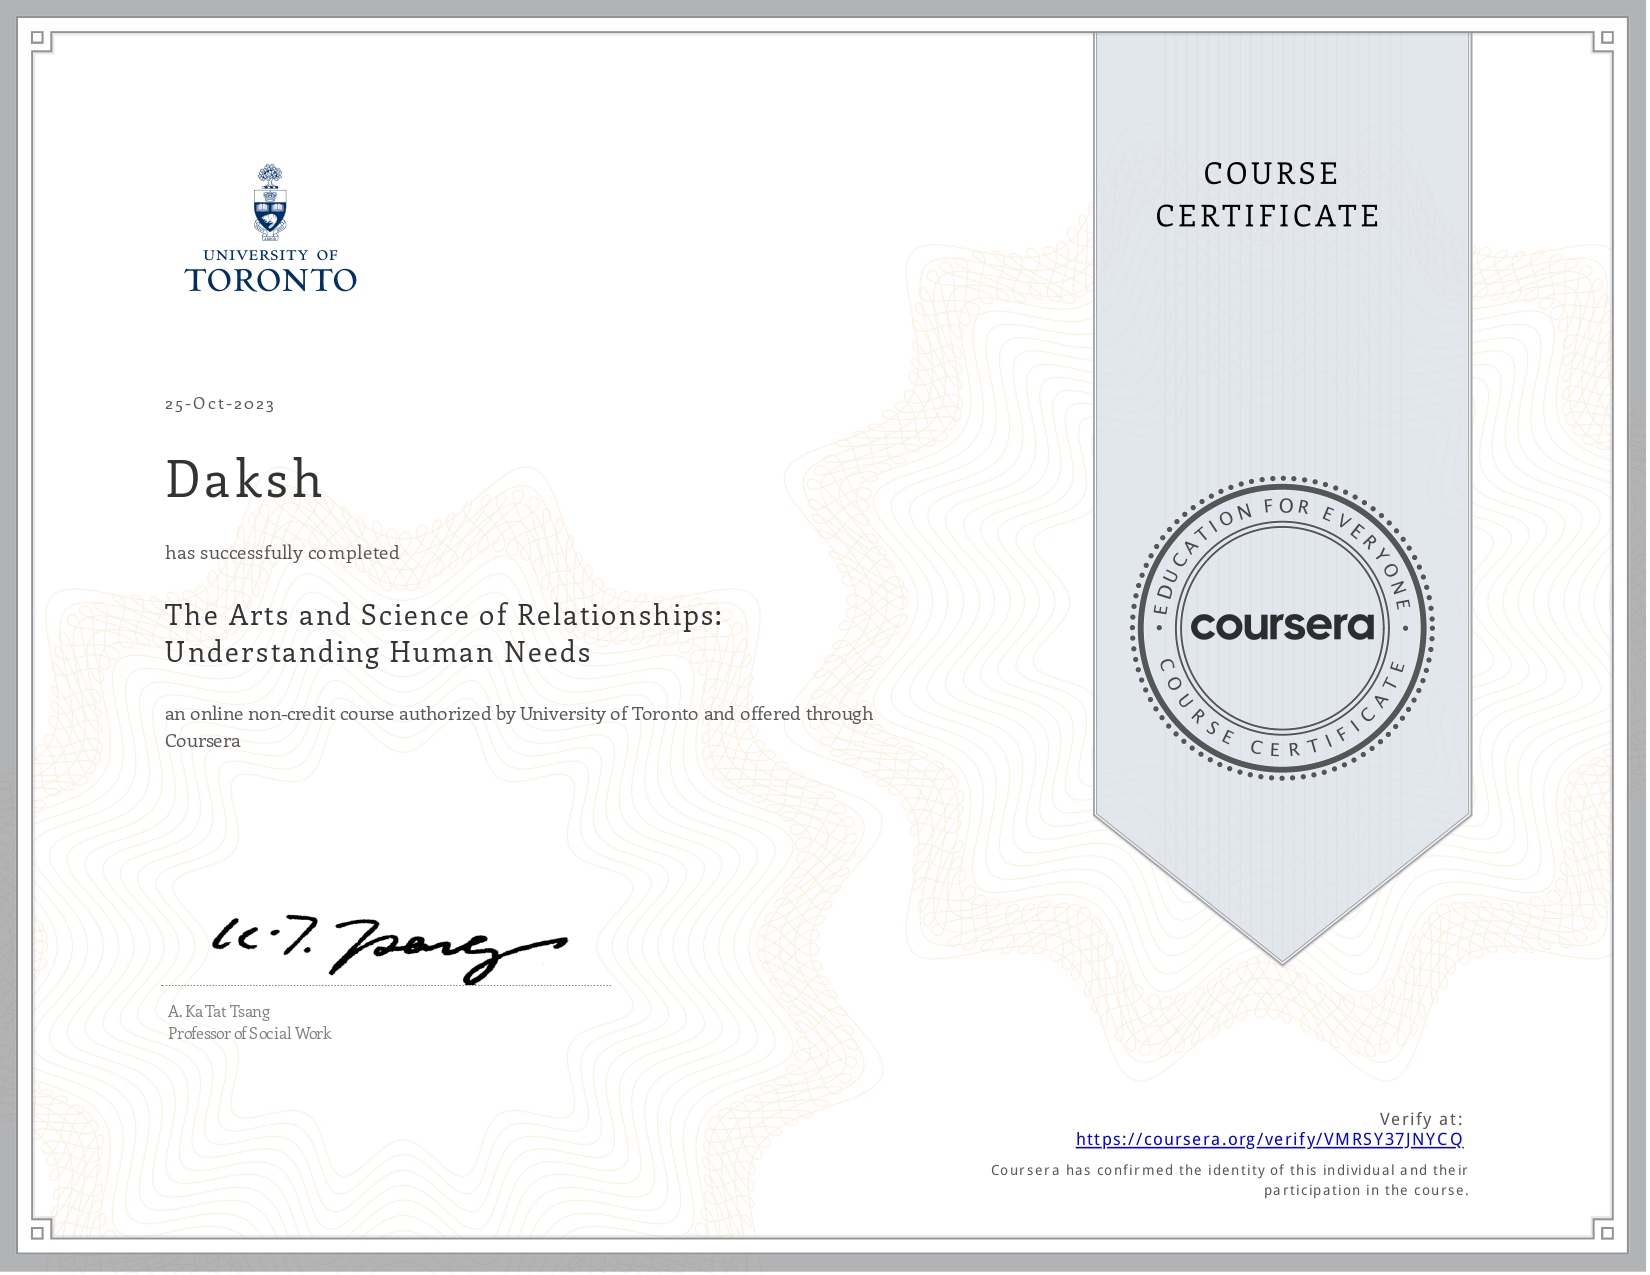 UNIVERSITY OF
TORONTO
COURSE
CERTIFICATE
25-Oct-2023
Daksh
has successfully completed
The Arts and Science of Relationships:
Understanding Human Needs
an online non-credit course authorized by University of Toronto and offered through
Coursera
EDUCATION FOR EVERYONE
coursera
COURSE CERTIFICATE
K.T. Tsang
A. Ka Tat Tsang
Professor of Social Work
Verify at:
https://coursera.org/verify/VMRSY37JNYCQ
Coursera has confirmed the identity of this individual and their
participation in the course.